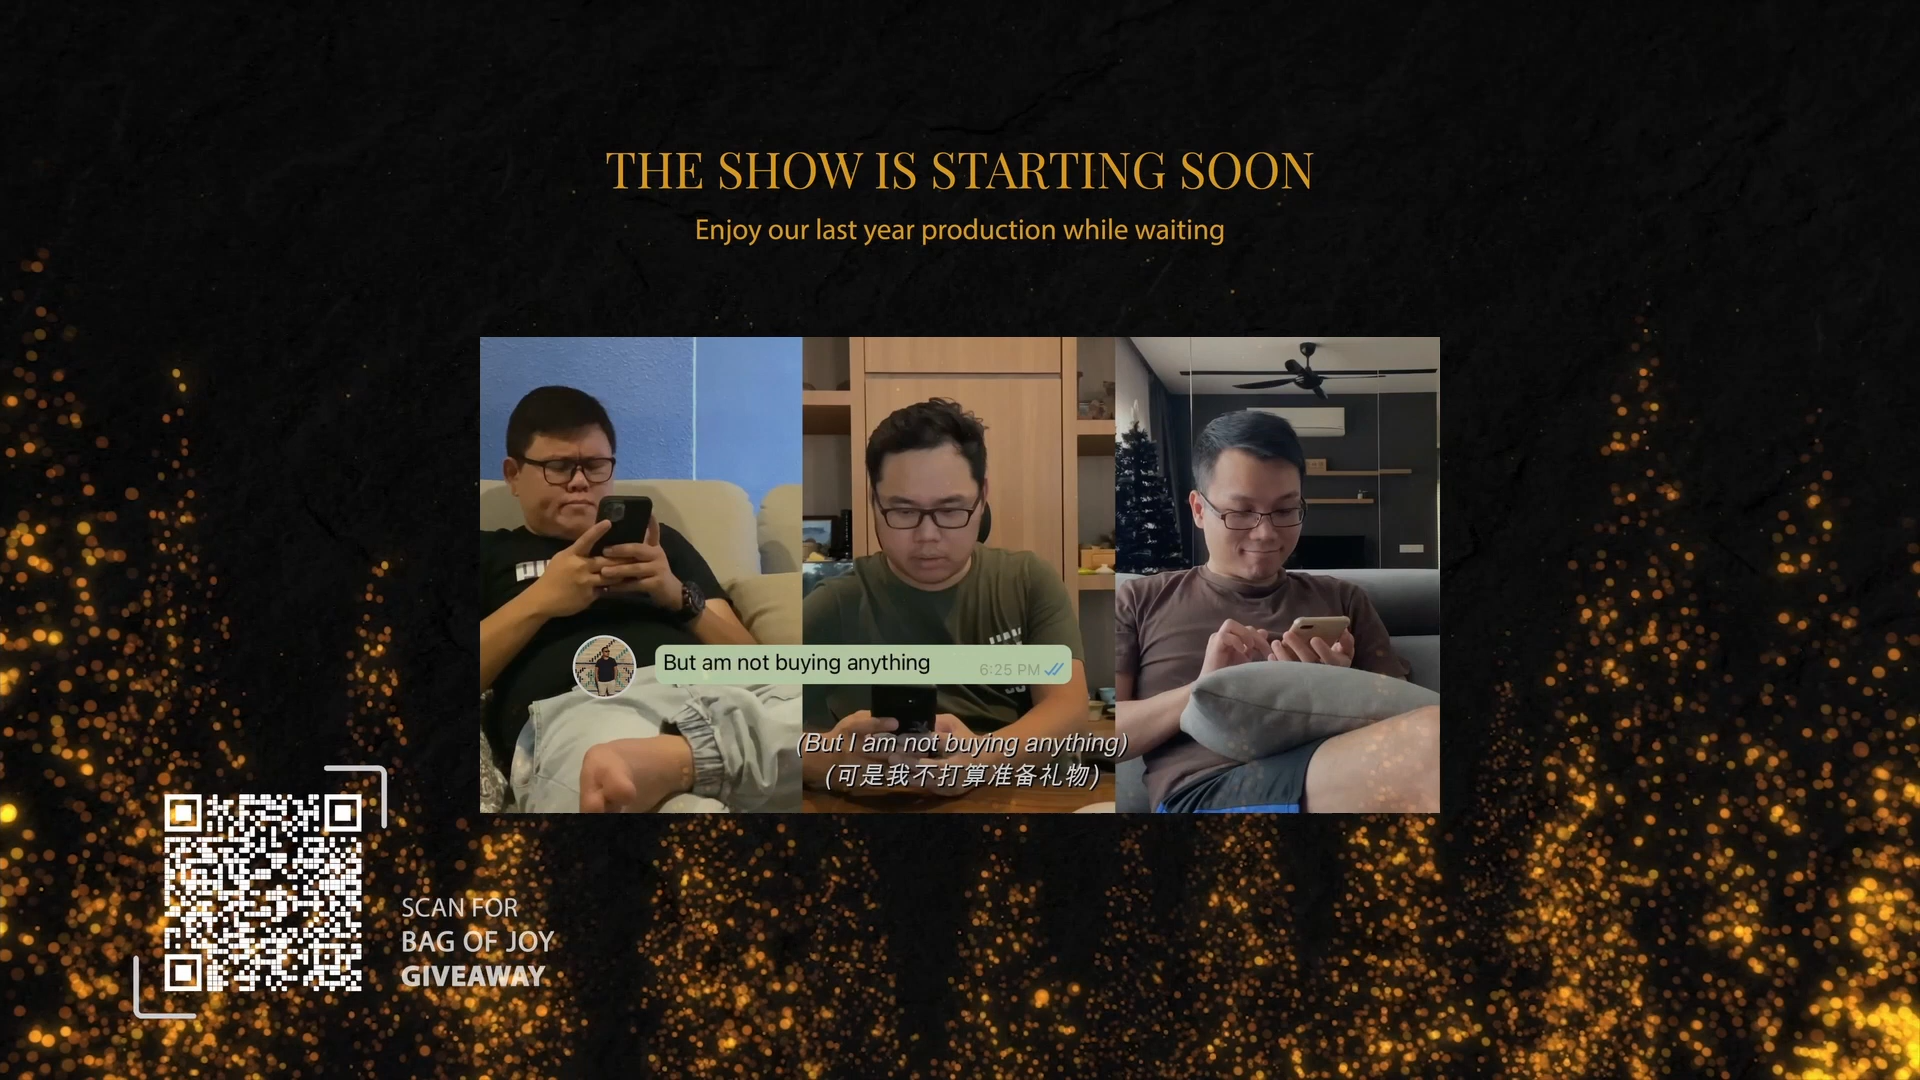 THE SHOW IS STARTING SOON
Enjoy our last year production while waiting
But am not buying anything
6:25 PM
(But I am not buying anything)
(可是我不打算准备礼物)
SCAN FOR
BAG OF JOY
GIVEAWAY